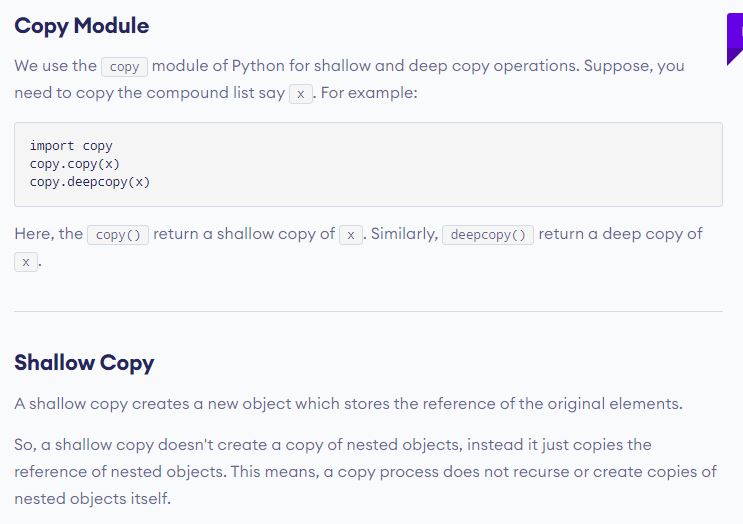 Copy Module
We use the copy module of Python for shallow and deep copy operations. Suppose, you
need to copy the compound list say x. For example:
import copy
copy.copy(x)
copy.deepcopy(x)
Here, the copy() return a shallow copy of x. Similarly, deepcopy() return a deep copy of
x.
Shallow Copy
A shallow copy creates a new object which stores the reference of the original elements.
So, a shallow copy doesn't create a copy of nested objects, instead it just copies the
reference of nested objects. This means, a copy process does not recurse or create copies of
nested objects itself.